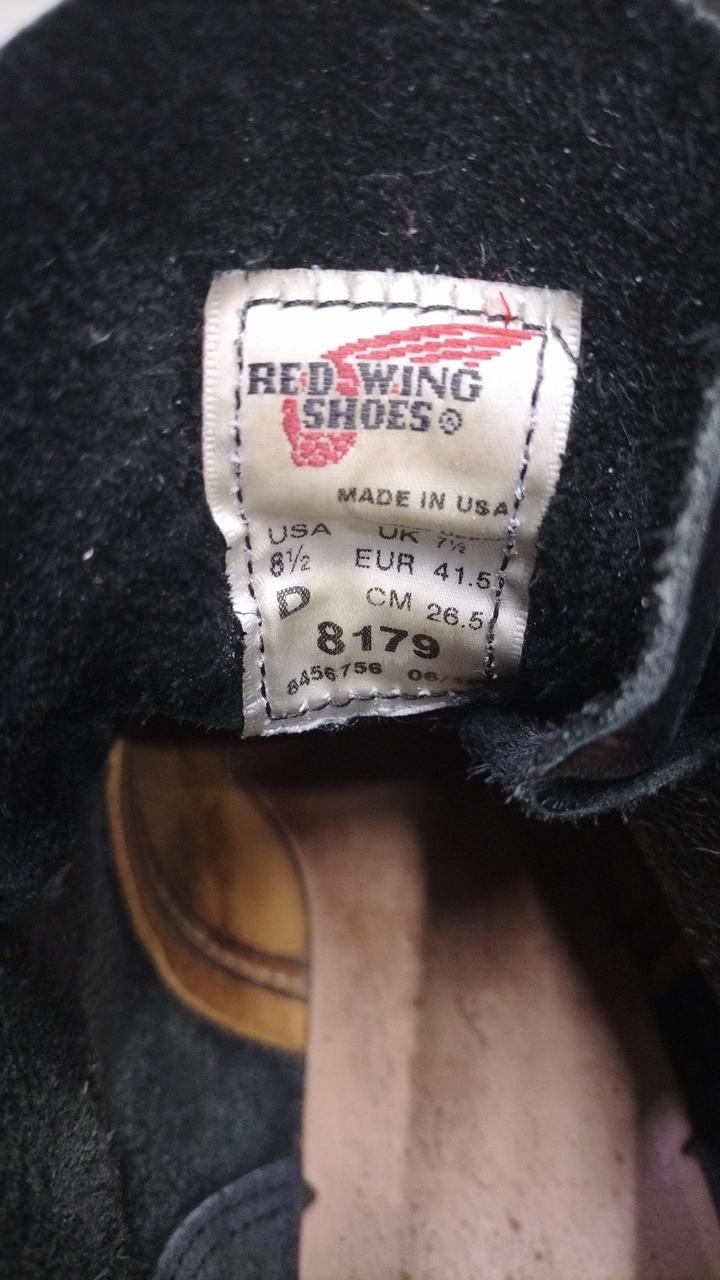 RED WING
SHOES®
MADE IN USA
USA UK 7½
8½ EUR 41.5
D CM 26.5
8179
8A56756